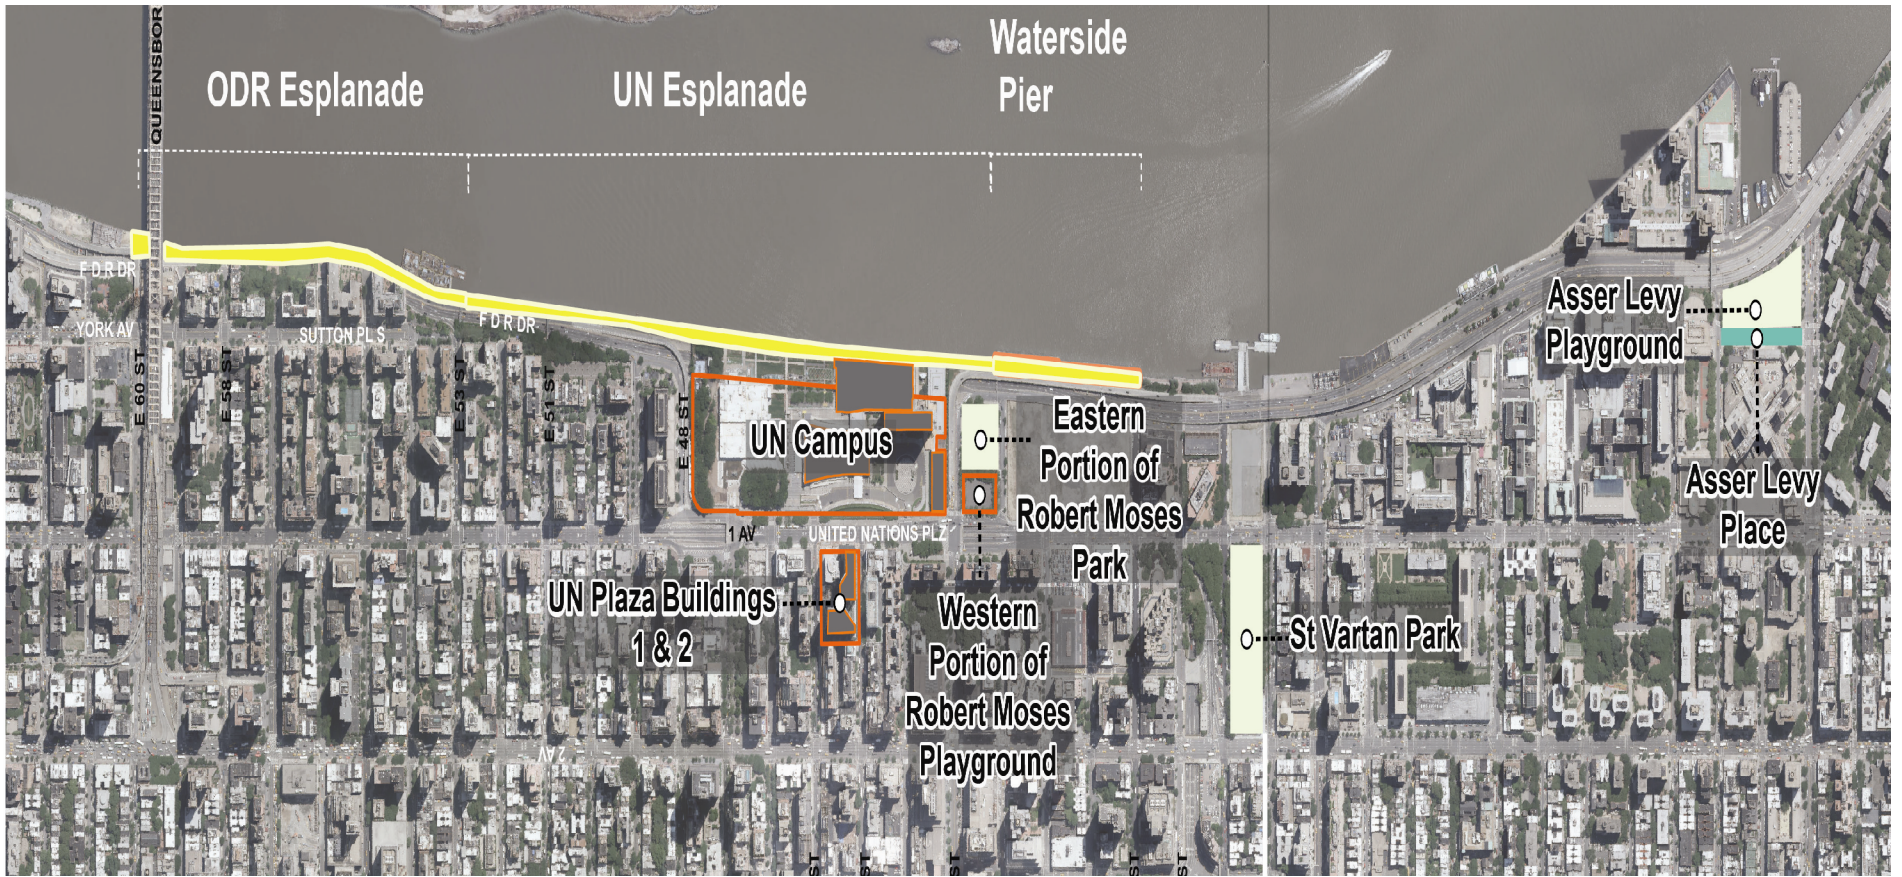 QUEENSBOR
ODR Esplanade
UN Esplanade
Waterside
Pier
F D R DR
YORK AV
SUTTON PL S
F D R DR
E 60 ST
E 58 ST
E 53 ST
E 51 ST
E 48 ST
UN Campus
1 AV
UNITED NATIONS PLZ
Eastern
Portion of
Robert Moses
Park
Asser Levy
Playground
Asser Levy
Place
UN Plaza Buildings
1 & 2
Western
Portion of
Robert Moses
Playground
St Vartan Park
2 AV
ST
ST
ST
ST
ST